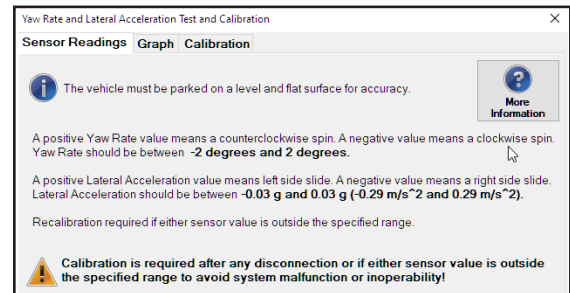 Yaw Rate and Lateral Acceleration Test and Calibration
Sensor Readings Graph Calibration
The vehicle must be parked on a level and flat surface for accuracy.
More
Information
A positive Yaw Rate value means a counterclockwise spin. A negative value means a clockwise spin.
Yaw Rate should be between -2 degrees and 2 degrees.
A positive Lateral Acceleration value means left side slide. A negative value means a right side slide.
Lateral Acceleration should be between -0.03 g and 0.03 g (-0.29 m/s^2 and 0.29 m/s^2).
Recalibration required if either sensor value is outside the specified range.
Calibration is required after any disconnection or if either sensor value is outside
the specified range to avoid system malfunction or inoperability!